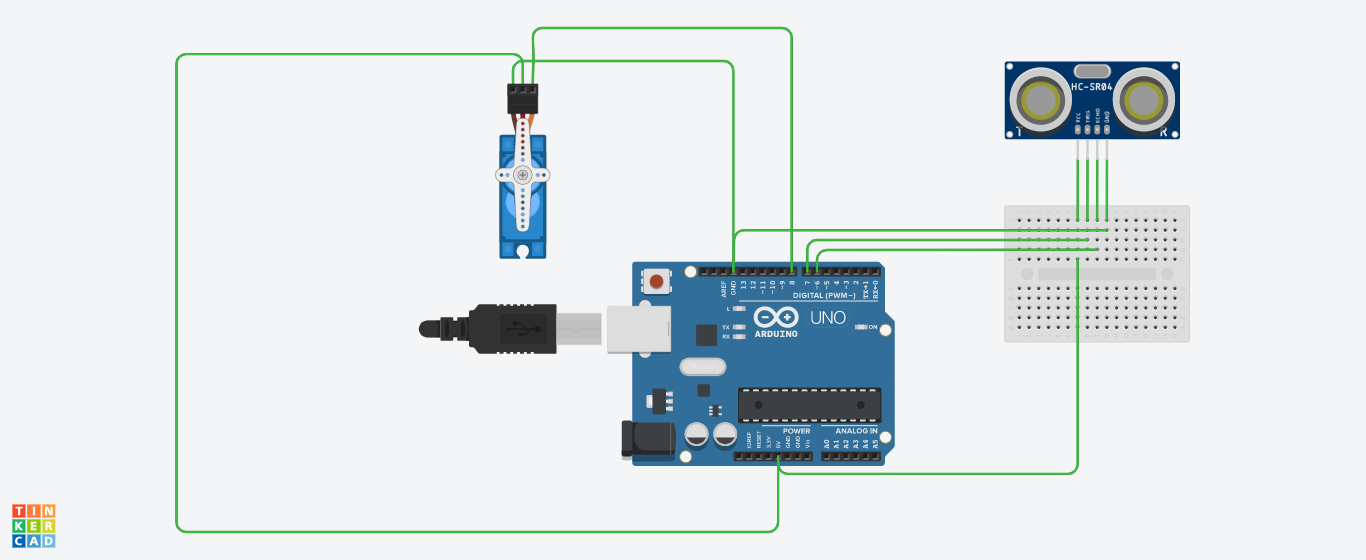 HC-SR04
VCC
TRIG
ECHO
GND
T
R
AREF
GND
13
12
~11
~10
~9
8
7
~6
~5
4
~3
2
TX→1
RX←0
DIGITAL (PWM~)
L
TX
RX
ARDUINO
UNO
ON
POWER
ANALOG IN
IOREF
RESET
3.3V
5V
GND
GND
Vin
A0
A1
A2
A3
A4
A5
TIN
KER
CAD